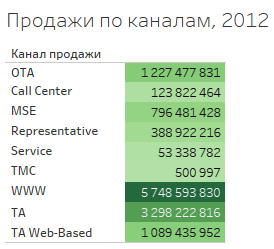 Продажи по каналам, 2012
Канал продажи
OTA 1 227 477 831
Call Center 123 822 464
MSE 796 481 428
Representative 388 922 216
Service 53 338 782
TMC 500 997
WWW 5 748 593 830
TA 3 298 222 816
TA Web-Based 1 089 435 952